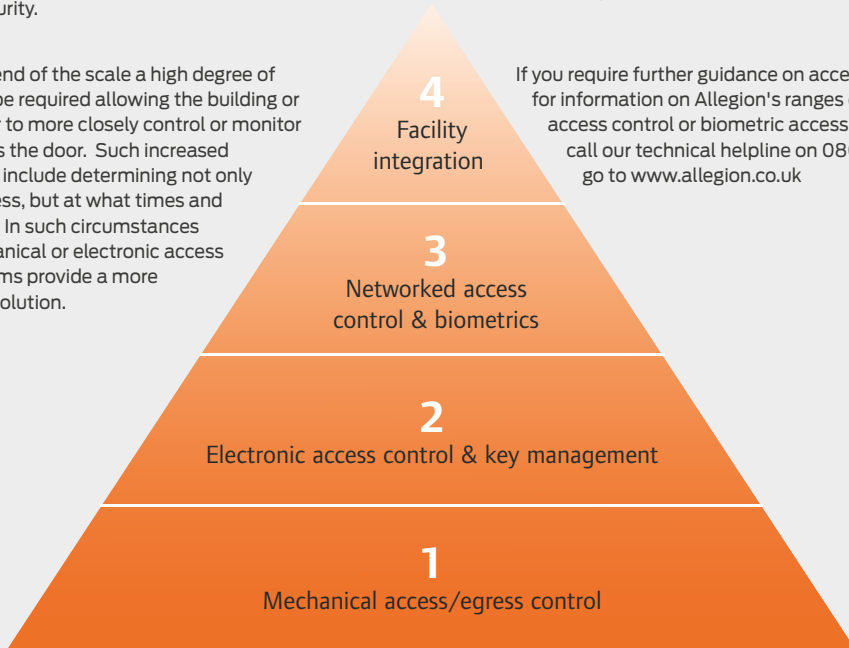 urity.
end of the scale a high degree of
be required allowing the building or
r to more closely control or monitor
s the door. Such increased
include determining not only
ess, but at what times and
In such circumstances
anical or electronic access
ms provide a more
olution.
If you require further guidance on acce
for information on Allegion's ranges
access control or biometric access
call our technical helpline on 08
go to www.allegion.co.uk
4
Facility
integration
3
Networked access
control & biometrics
2
Electronic access control & key management
1
Mechanical access/egress control